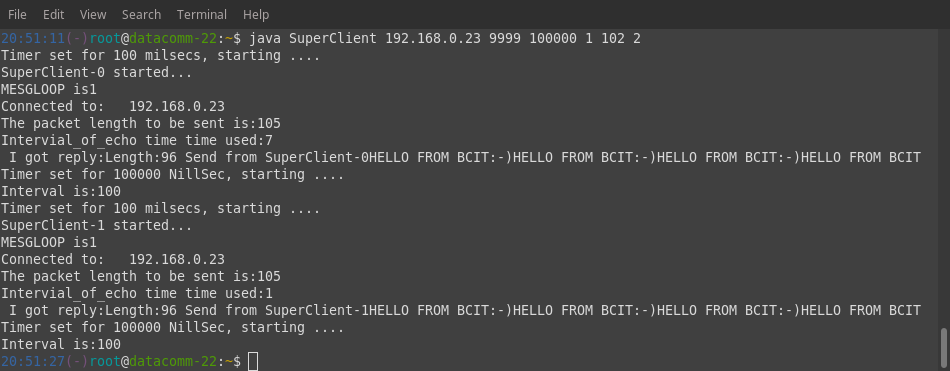 File Edit View Search Terminal Help
20:51:11(-)root@datacomm-22:~$ java SuperClient 192.168.0.23 9999 100000 1 102 2
Timer set for 100 milsecs, starting ....
SuperClient-0 started...
MESGLOOP is1
Connected to:   192.168.0.23
The packet length to be sent is:105
Intervial_of_echo time time used:7
 I got reply:Length:96 Send from SuperClient-0HELLO FROM BCIT:-)HELLO FROM BCIT:-)HELLO FROM BCIT:-)HELLO FROM BCIT
Timer set for 100000 NillSec, starting ....
Interval is:100
Timer set for 100 milsecs, starting ....
SuperClient-1 started...
MESGLOOP is1
Connected to:   192.168.0.23
The packet length to be sent is:105
Intervial_of_echo time time used:1
 I got reply:Length:96 Send from SuperClient-1HELLO FROM BCIT:-)HELLO FROM BCIT:-)HELLO FROM BCIT:-)HELLO FROM BCIT
Timer set for 100000 NillSec, starting ....
Interval is:100
20:51:27(-)root@datacomm-22:~$